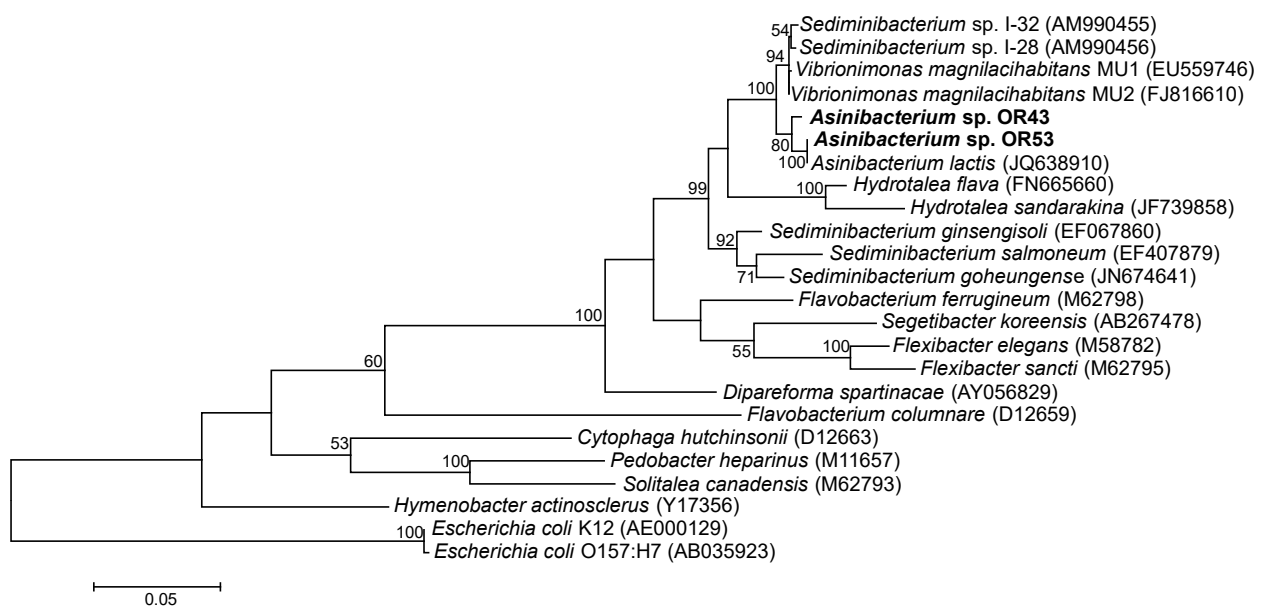 54 Sediminibacterium sp. I-32 (AM990455)
Sediminibacterium sp. I-28 (AM990456)
94
Vibrionimonas magnilacihabitans MU1 (EU559746)
100 Vibrionimonas magnilacihabitans MU2 (FJ816610)
Asinibacterium sp. OR43
80 Asinibacterium sp. OR53
100 Asinibacterium lactis (JQ638910)
99 100 Hydrotalea flava (FN665660)
Hydrotalea sandarakina (JF739858)
92 Sediminibacterium ginsengisoli (EF067860)
Sediminibacterium salmoneum (EF407879)
71 Sediminibacterium goheungense (JN674641)
Flavobacterium ferrugineum (M62798)
100 Segetibacter koreensis (AB267478)
55 100 Flexibacter elegans (M58782)
Flexibacter sancti (M62795)
60 Dipareforma spartinacae (AY056829)
Flavobacterium columnare (D12659)
53 Cytophaga hutchinsonii (D12663)
100 Pedobacter heparinus (M11657)
Solitalea canadensis (M62793)
Hymenobacter actinosclerus (Y17356)
100 Escherichia coli K12 (AE000129)
Escherichia coli O157:H7 (AB035923)
0.05